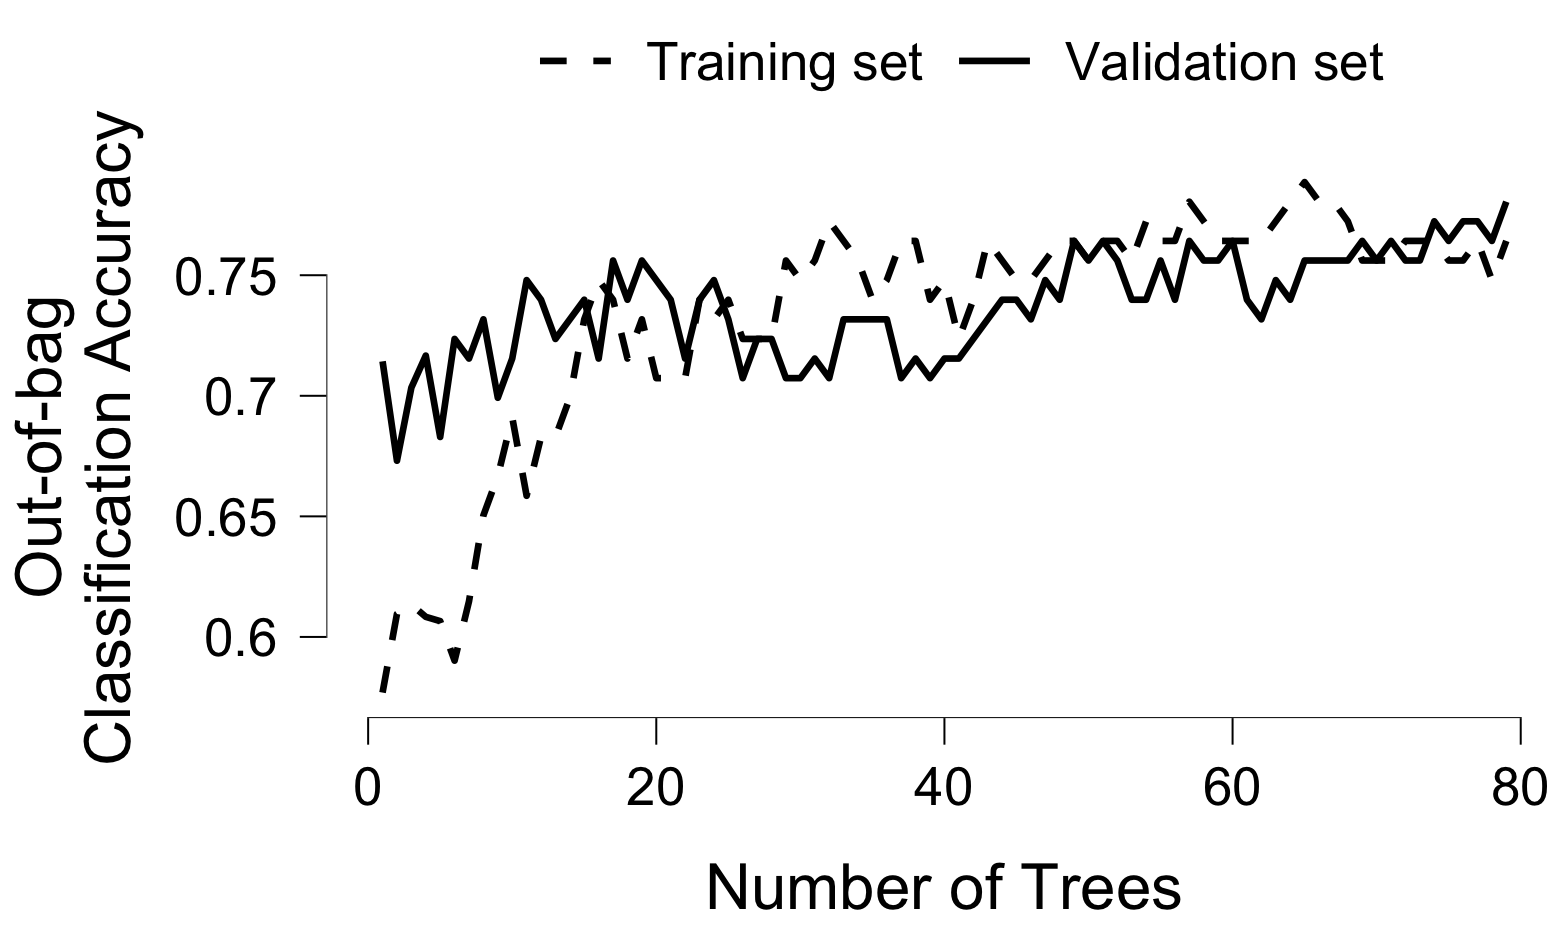 Training set
Validation set
Out-of-bag
Classification Accuracy
0.75
0.7
0.65
0.6
0
20
40
60
80
Number of Trees